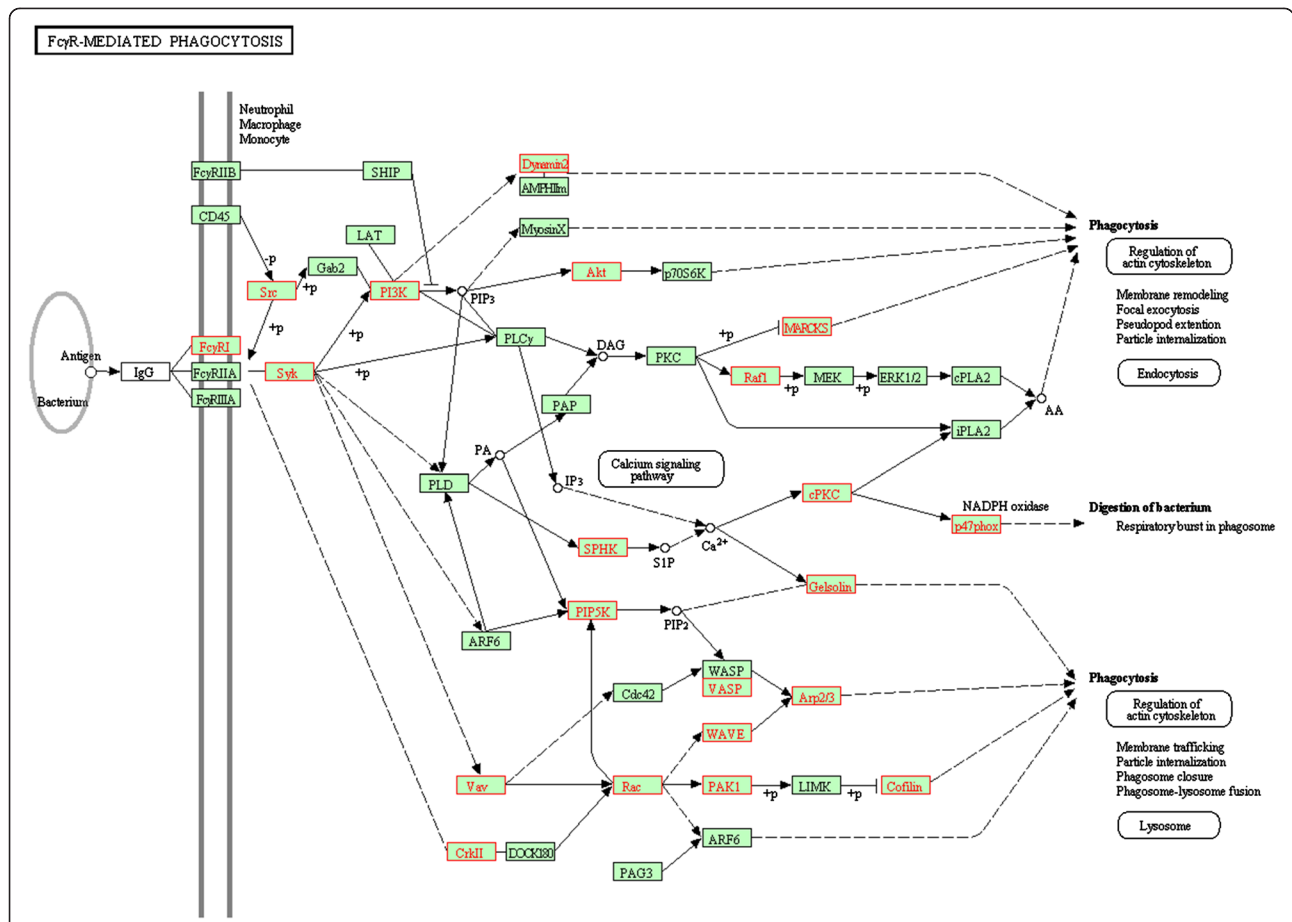 FcγR-MEDIATED PHAGOCYTOSIS
Neutrophil
Macrophage
Monocyte
FcγRIIB
SHIP
Dynamin2
AMPHIIm
CD45
LAT
MyosinX
Phagocytosis
-p
Gab2
Akt
p70S6K
Regulation of
actin cytoskeleton
Src
+p
PI3K
PIP3
Membrane remodeling
Focal exocytosis
Pseudopod extention
Particle internalization
+p
+p
PLCγ
+p
MARCKS
FcγRI
DAG
PKC
Antigen
IgG
FcγRIIA
Syk
+p
Raf1
+p
MEK
+p
ERK1/2
cPLA2
Endocytosis
Bacterium
FcγRIIIA
PAP
AA
iPLA2
PA
Calcium signaling
pathway
PLD
IP3
cPKC
NADPH oxidase
Digestion of bacterium
p47phox
Respiratory burst in phagosome
SPHK
S1P
Ca2+
Gelsolin
PIP5K
PIP2
ARF6
WASP
VASP
Phagocytosis
Cdc42
Arp2/3
Regulation of
actin cytoskeleton
WAVE
Membrane trafficking
Particle internalization
Phagosome closure
Phagosome-lysosome fusion
Vav
Rac
PAK1
+p
LIMK
+p
Cofilin
Lysosome
CrkII
DOCK180
ARF6
PAG3